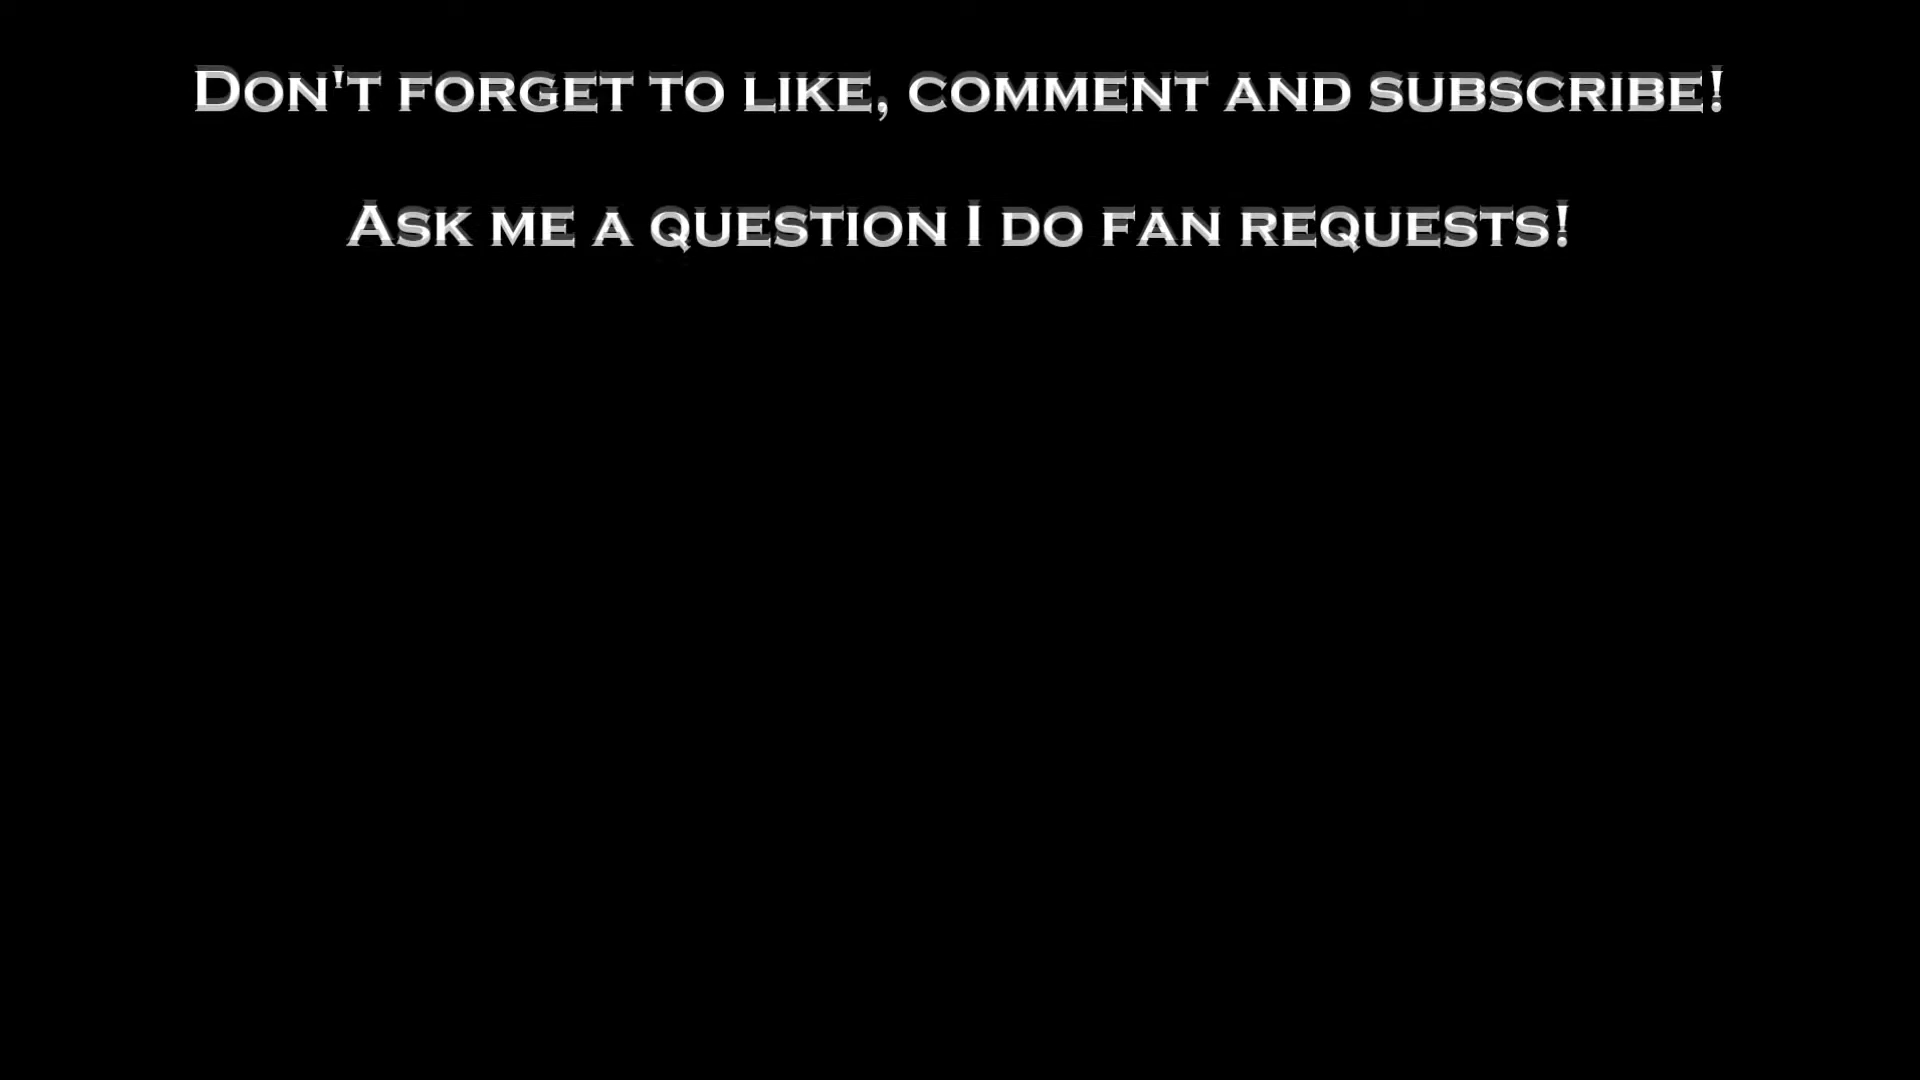 Don't forget to like, comment and subscribe!
Ask me a question I do fan requests!